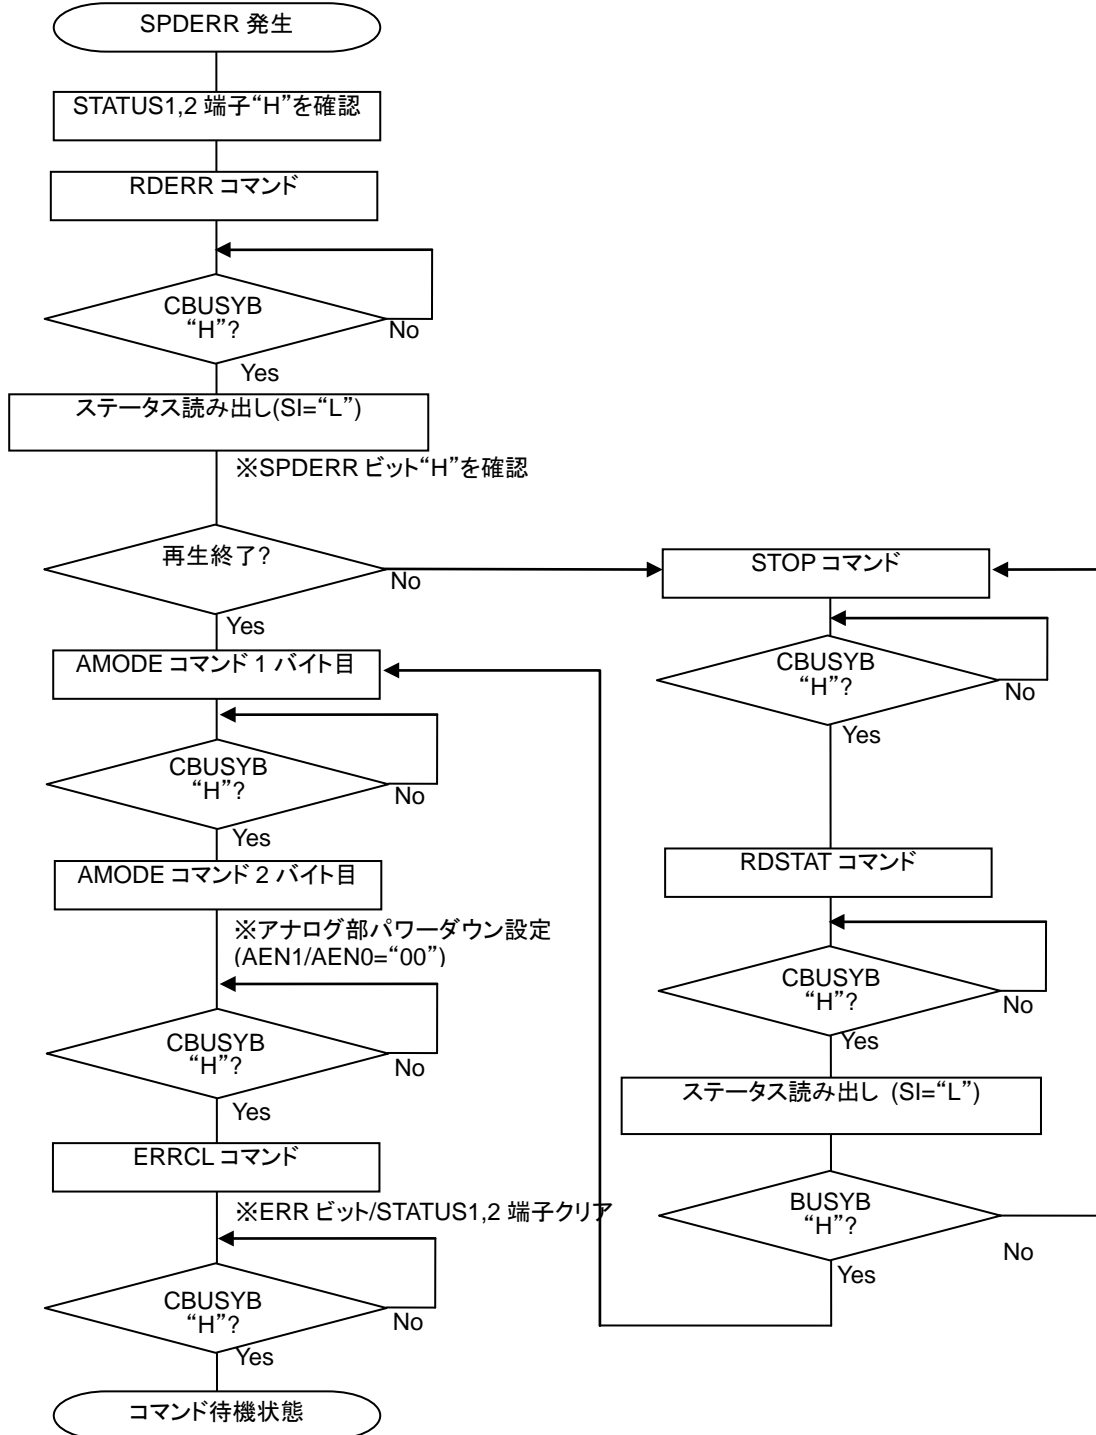 SPDERR 発生
STATUS1,2 端子“H”を確認
RDERR コマンド
CBUSYB
“H”?
No
Yes
ステータス読み出し(SI=“L”)
※SPDERR ビット“H”を確認
再生終了?
No
Yes
AMODE コマンド 1 バイト目
CBUSYB
“H”?
No
Yes
AMODE コマンド 2 バイト目
※アナログ部パワーダウン設定
(AEN1/AEN0=“00”)
CBUSYB
“H”?
No
Yes
ERRCL コマンド
※ERR ビット/STATUS1,2 端子クリア
CBUSYB
“H”?
No
Yes
コマンド待機状態
STOP コマンド
CBUSYB
“H”?
No
Yes
RDSTAT コマンド
CBUSYB
“H”?
No
Yes
ステータス読み出し (SI=“L”)
BUSYB
“H”?
No
Yes